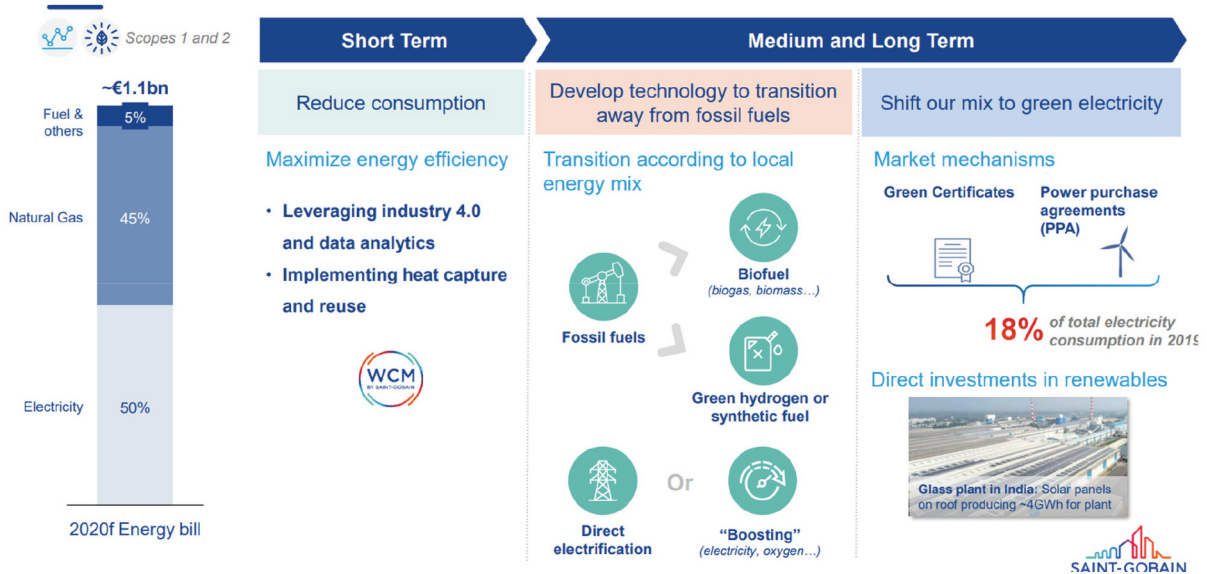 Scopes 1 and 2
~€1.1bn
Fuel &
others
5%
Natural Gas
45%
Electricity
50%
2020f Energy bill
Short Term
Medium and Long Term
Reduce consumption
Maximize energy efficiency
• Leveraging industry 4.0
and data analytics
• Implementing heat capture
and reuse
WCM
BY SAINT-GOBAIN
Develop technology to transition
away from fossil fuels
Transition according to local
energy mix
Fossil fuels
Biofuel
(biogas, biomass…)
Green hydrogen or
synthetic fuel
Direct
electrification
Or
“Boosting”
(electricity, oxygen…)
Shift our mix to green electricity
Market mechanisms
Green Certificates
Power purchase
agreements
(PPA)
18%
of total electricity
consumption in 2019
Direct investments in renewables
Glass plant in India: Solar panels
on roof producing ~4GWh for plant
SAINT-GOBAIN